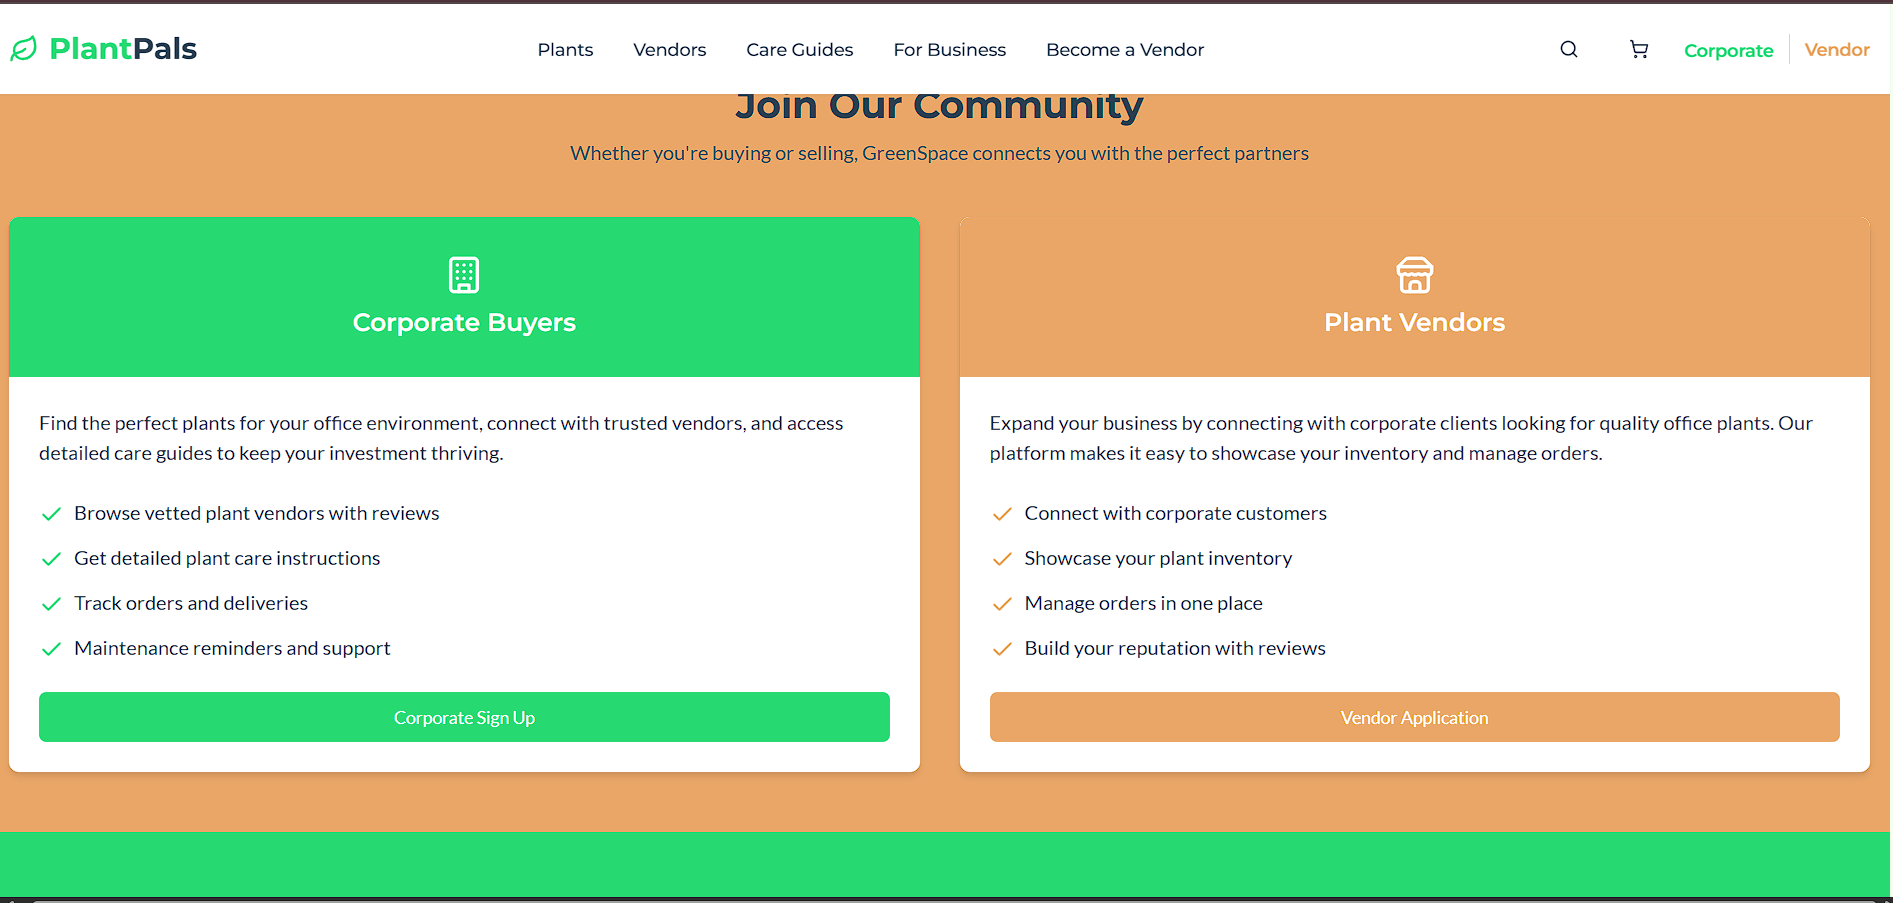 PlantPals
Plants
Vendors
Care Guides
For Business
Become a Vendor
Corporate
Vendor
Join Our Community
Whether you're buying or selling, GreenSpace connects you with the perfect partners
Corporate Buyers
Find the perfect plants for your office environment, connect with trusted vendors, and access
detailed care guides to keep your investment thriving.
Browse vetted plant vendors with reviews
Get detailed plant care instructions
Track orders and deliveries
Maintenance reminders and support
Corporate Sign Up
Plant Vendors
Expand your business by connecting with corporate clients looking for quality office plants. Our
platform makes it easy to showcase your inventory and manage orders.
Connect with corporate customers
Showcase your plant inventory
Manage orders in one place
Build your reputation with reviews
Vendor Application